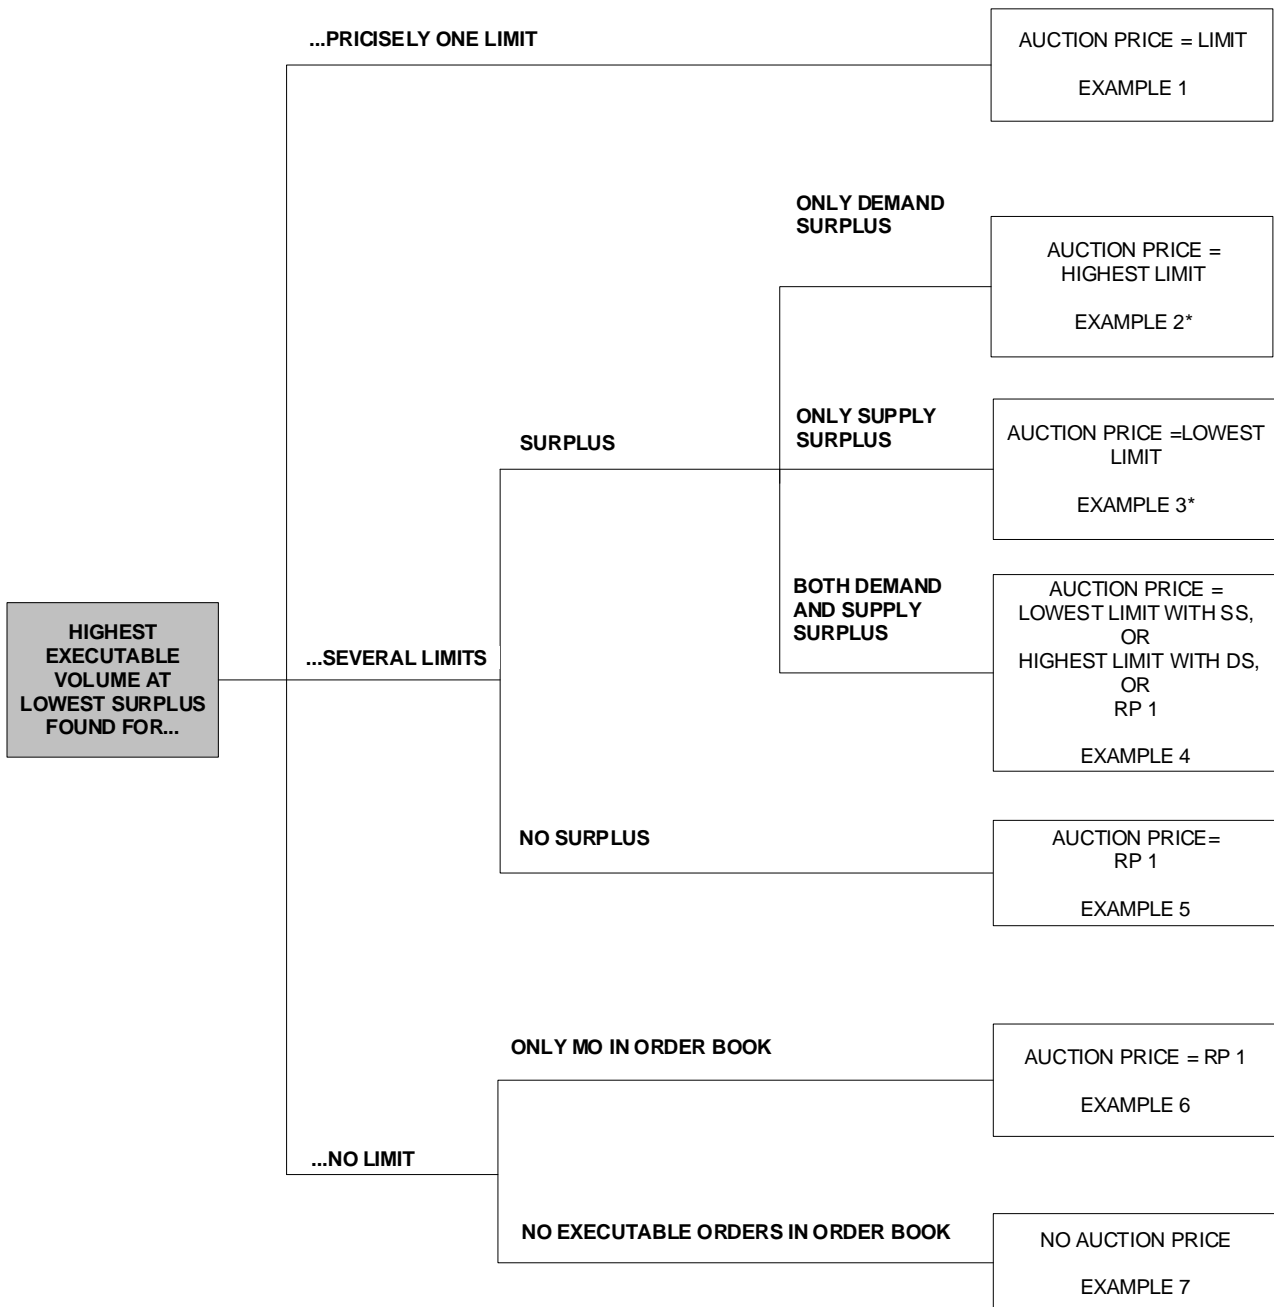 ...PRICISELY ONE LIMIT
AUCTION PRICE = LIMIT
EXAMPLE 1
ONLY DEMAND
SURPLUS
AUCTION PRICE =
HIGHEST LIMIT
EXAMPLE 2*
SURPLUS
ONLY SUPPLY
SURPLUS
AUCTION PRICE =LOWEST
LIMIT
EXAMPLE 3*
BOTH DEMAND
AND SUPPLY
SURPLUS
AUCTION PRICE =
LOWEST LIMIT WITH SS,
OR
HIGHEST LIMIT WITH DS,
OR
RP 1
EXAMPLE 4
HIGHEST
EXECUTABLE
VOLUME AT
LOWEST SURPLUS
FOUND FOR...
...SEVERAL LIMITS
NO SURPLUS
AUCTION PRICE=
RP 1
EXAMPLE 5
ONLY MO IN ORDER BOOK
AUCTION PRICE = RP 1
EXAMPLE 6
...NO LIMIT
NO EXECUTABLE ORDERS IN ORDER BOOK
NO AUCTION PRICE
EXAMPLE 7